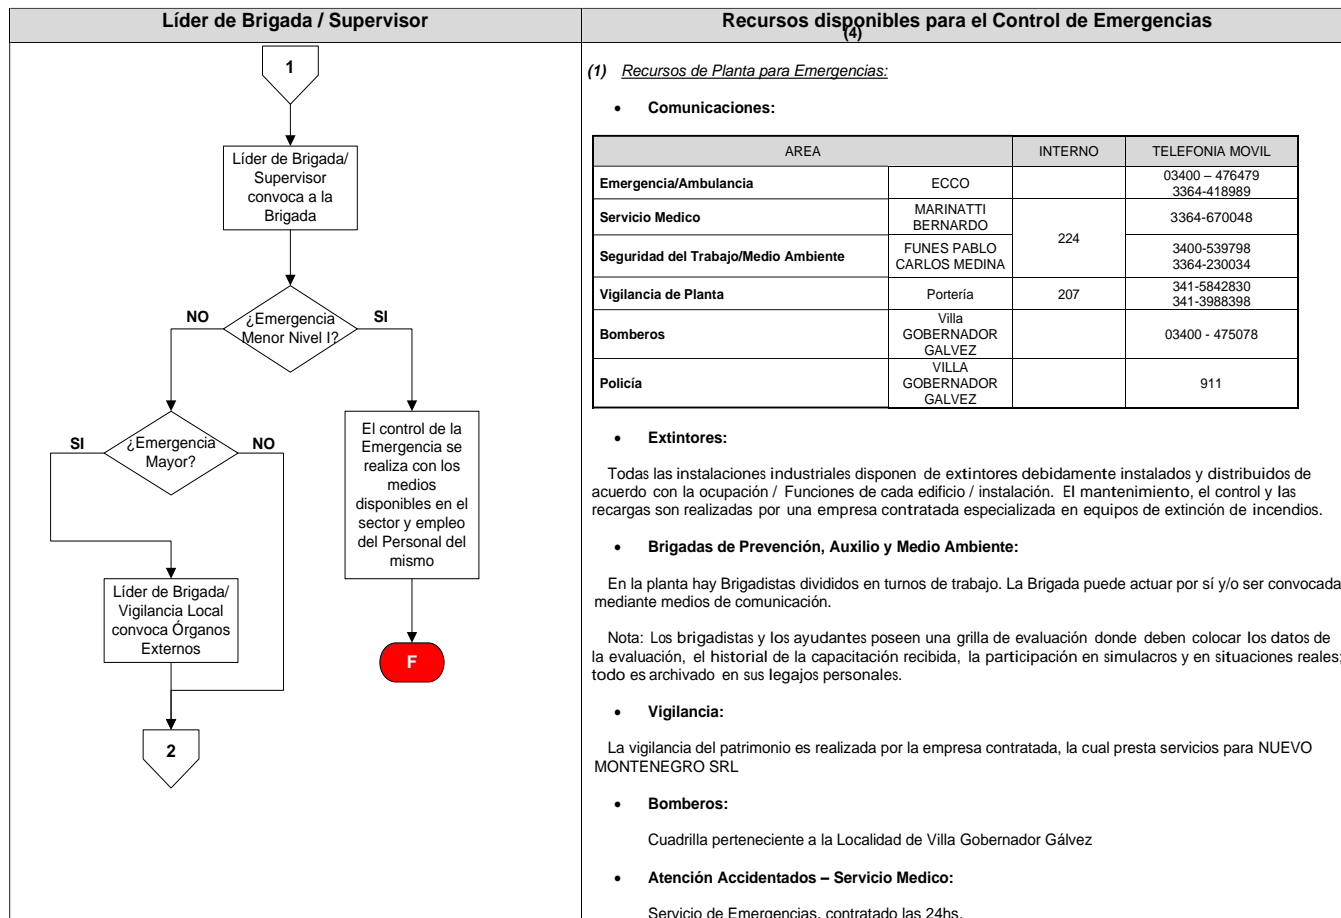 Líder de Brigada / Supervisor
1
Líder de Brigada/
Supervisor
convoca a la
Brigada
¿Emergencia
Menor Nivel I?
NO
SI
¿Emergencia
Mayor?
SI
NO
El control de la
Emergencia se
realiza con los
medios
disponibles en el
sector y empleo
del Personal del
mismo
Líder de Brigada/
Vigilancia Local
convoca Órganos
Externos
F
2
Recursos disponibles para el Control de Emergencias
(4)
(1) Recursos de Planta para Emergencias:
• Comunicaciones:
AREA INTERNO TELEFONIA MOVIL
Emergencia/Ambulancia ECCO 03400 – 476479
3364-418989
Servicio Medico MARINATTI
BERNARDO 3364-670048
224
Seguridad del Trabajo/Medio Ambiente FUNES PABLO 3400-539798
CARLOS MEDINA 3364-230034
Vigilancia de Planta Portería 207 341-5842830
341-3988398
Bomberos Villa
GOBERNADOR
GALVEZ 03400 - 475078
Policía VILLA
GOBERNADOR
GALVEZ 911
• Extintores:
Todas las instalaciones industriales disponen de extintores debidamente instalados y distribuidos de
acuerdo con la ocupación / Funciones de cada edificio / instalación. El mantenimiento, el control y las
recargas son realizadas por una empresa contratada especializada en equipos de extinción de incendios.
• Brigadas de Prevención, Auxilio y Medio Ambiente:
En la planta hay Brigadistas divididos en turnos de trabajo. La Brigada puede actuar por sí y/o ser convocada
mediante medios de comunicación.
Nota: Los brigadistas y los ayudantes poseen una grilla de evaluación donde deben colocar los datos de
la evaluación, el historial de la capacitación recibida, la participación en simulacros y en situaciones reales;
todo es archivado en sus legajos personales.
• Vigilancia:
La vigilancia del patrimonio es realizada por la empresa contratada, la cual presta servicios para NUEVO
MONTENEGRO SRL
• Bomberos:
Cuadrilla perteneciente a la Localidad de Villa Gobernador Gálvez
• Atención Accidentados – Servicio Medico:
Servicio de Emergencias, contratado las 24hs.